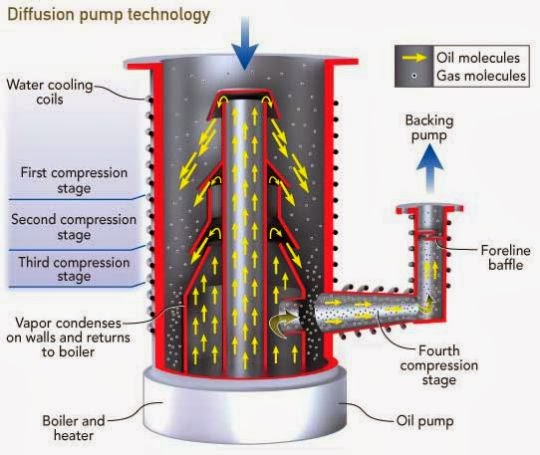 Diffusion pump technology
Oil molecules
Gas molecules
Water cooling
coils
Backing
pump
First compression
stage
Second compression
stage
Third compression
stage
Foreline
baffle
Vapor condenses
on walls and returns
to boiler
Fourth
compression
stage
Boiler and
heater
Oil pump